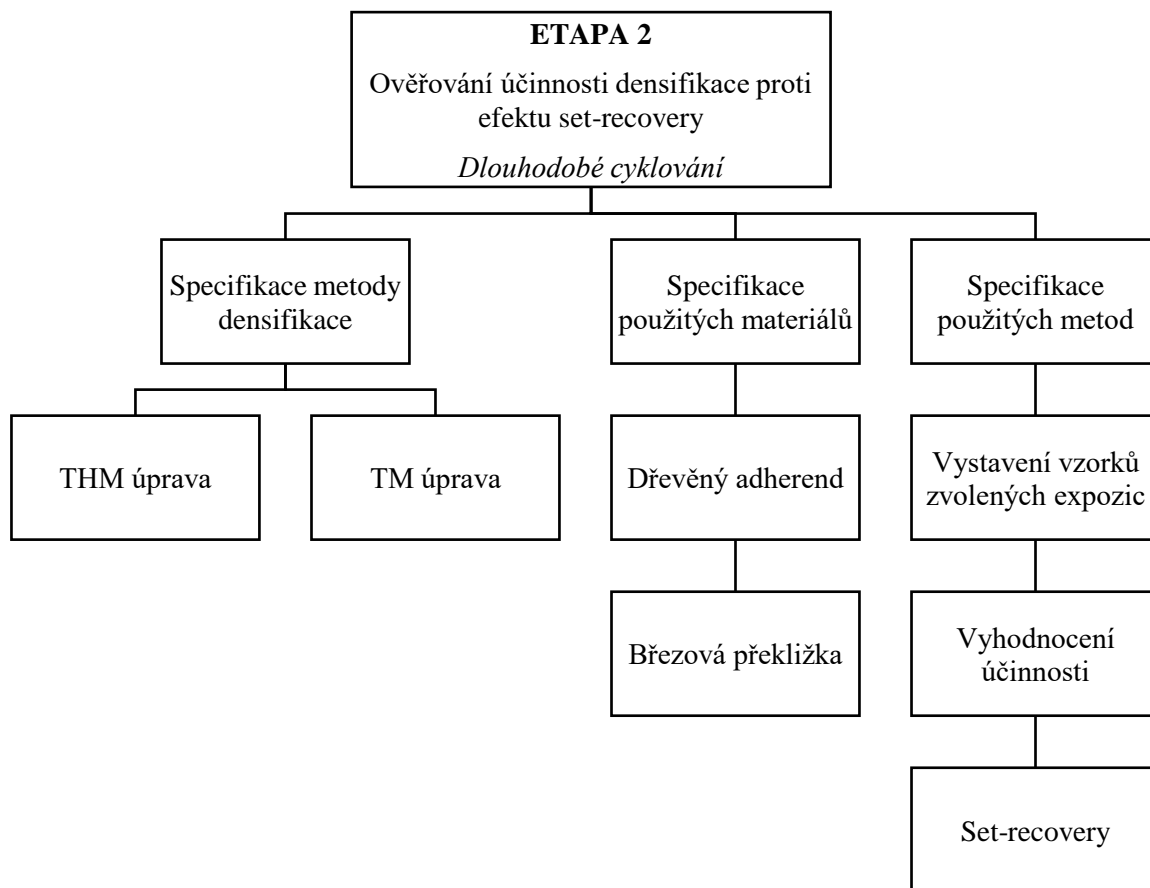 ETAPA 2
Ověřování účinnosti densifikace proti
efektu set-recovery
Dlouhodobé cyklování
Specifikace metody
densifikace
Specifikace
použitých materiálů
Specifikace
použitých metod
THM úprava
TM úprava
Dřevěný adherend
Vystavení vzorků
zvolených expozic
Březová překližka
Vyhodnocení
účinnosti
Set-recovery